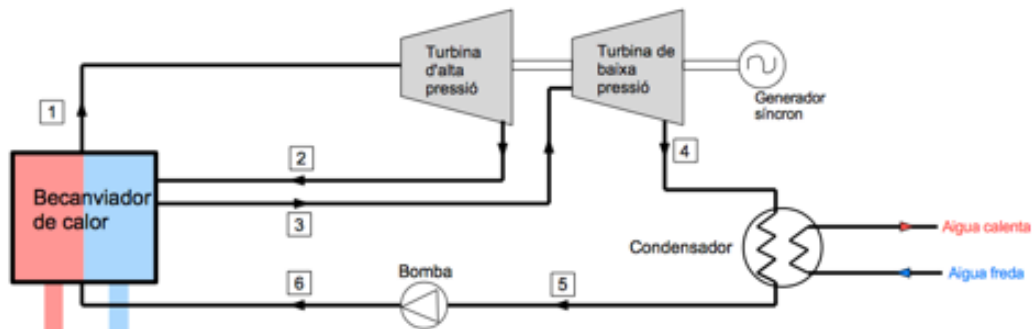 Turbina
d'alta
pressió
Turbina de
baixa
pressió
Generador
síncron
1
2
3
4
Becanviador
de calor
Condensador
Aigua calenta
Aigua freda
Bomba
6
5